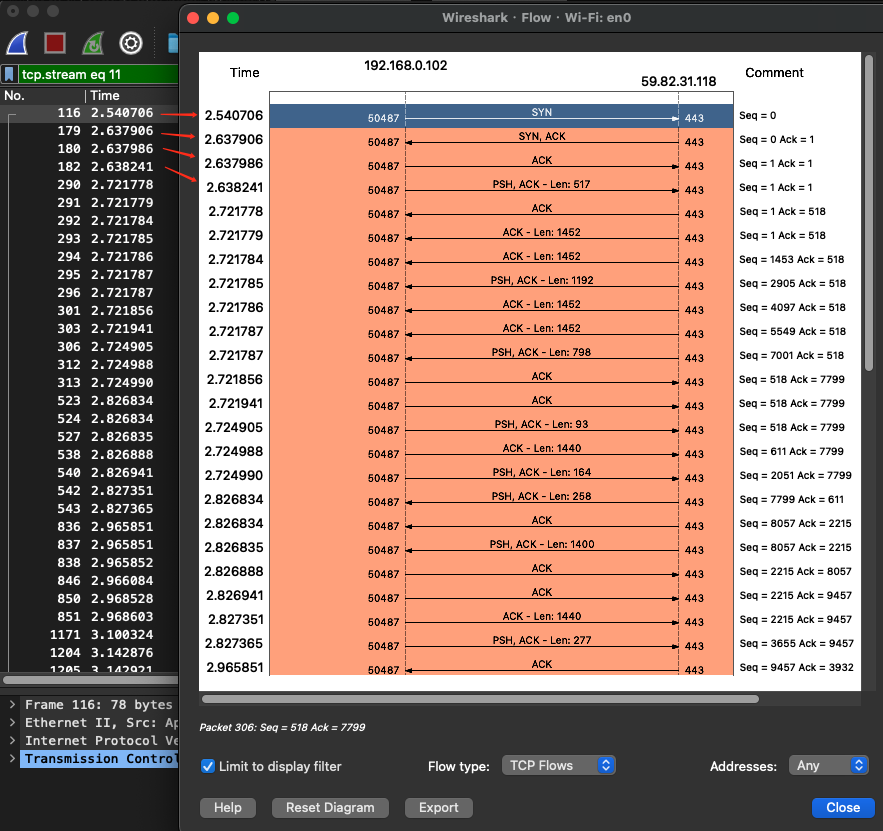 Wireshark · Flow · Wi-Fi: en0
tcp.stream eq 11
No. Time
116 2.540706
179 2.637906
180 2.637986
182 2.638241
290 2.721778
291 2.721779
292 2.721784
293 2.721785
294 2.721786
295 2.721787
296 2.721787
301 2.721856
303 2.721941
306 2.724905
312 2.724988
313 2.724990
523 2.826834
524 2.826834
527 2.826835
538 2.826888
540 2.826941
542 2.827351
543 2.827365
836 2.965851
837 2.965851
838 2.965852
846 2.966084
850 2.968528
851 2.968603
1171 3.100324
1204 3.142876
1205 3.142921
Frame 116: 78 bytes
Ethernet II, Src: Ap
Internet Protocol Ve
Transmission Control
Time 192.168.0.102 59.82.31.118 Comment
2.540706 50487 SYN 443 Seq = 0
2.637906 50487 SYN, ACK 443 Seq = 0 Ack = 1
2.637986 50487 ACK 443 Seq = 1 Ack = 1
2.638241 50487 PSH, ACK - Len: 517 443 Seq = 1 Ack = 1
2.721778 50487 ACK 443 Seq = 1 Ack = 518
2.721779 50487 ACK - Len: 1452 443 Seq = 1 Ack = 518
2.721784 50487 ACK - Len: 1452 443 Seq = 1453 Ack = 518
2.721785 50487 PSH, ACK - Len: 1192 443 Seq = 2905 Ack = 518
2.721786 50487 ACK - Len: 1452 443 Seq = 4097 Ack = 518
2.721787 50487 ACK - Len: 1452 443 Seq = 5549 Ack = 518
2.721787 50487 PSH, ACK - Len: 798 443 Seq = 7001 Ack = 518
2.721856 50487 ACK 443 Seq = 518 Ack = 7799
2.721941 50487 ACK 443 Seq = 518 Ack = 7799
2.724905 50487 PSH, ACK - Len: 93 443 Seq = 518 Ack = 7799
2.724988 50487 ACK - Len: 1440 443 Seq = 611 Ack = 7799
2.724990 50487 PSH, ACK - Len: 164 443 Seq = 2051 Ack = 7799
2.826834 50487 PSH, ACK - Len: 258 443 Seq = 7799 Ack = 611
2.826834 50487 ACK 443 Seq = 8057 Ack = 2215
2.826835 50487 PSH, ACK - Len: 1400 443 Seq = 8057 Ack = 2215
2.826888 50487 ACK 443 Seq = 2215 Ack = 8057
2.826941 50487 ACK 443 Seq = 2215 Ack = 9457
2.827351 50487 ACK - Len: 1440 443 Seq = 2215 Ack = 9457
2.827365 50487 PSH, ACK - Len: 277 443 Seq = 3655 Ack = 9457
2.965851 50487 ACK 443 Seq = 9457 Ack = 3932
Packet 306: Seq = 518 Ack = 7799
Limit to display filter Flow type: TCP Flows Addresses: Any
Help Reset Diagram Export Close